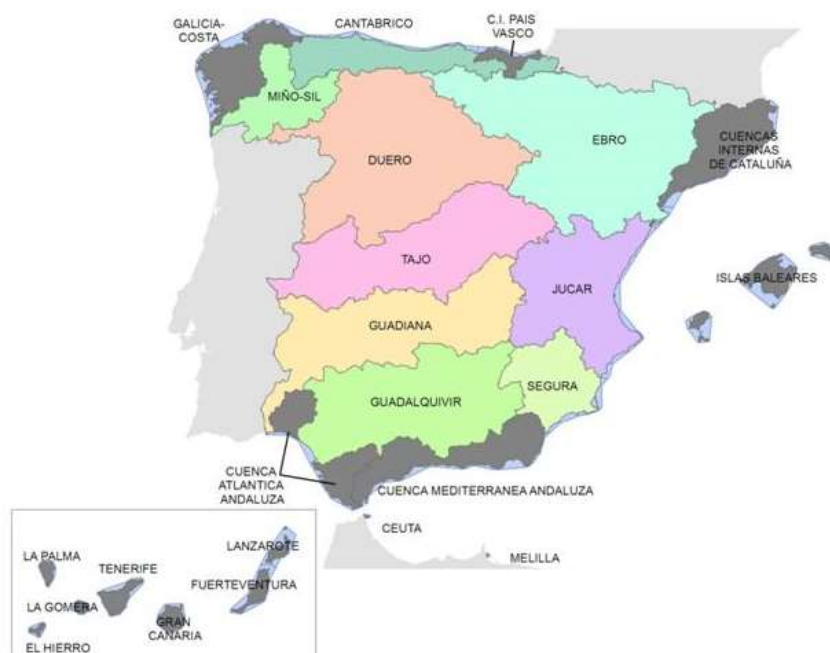 GALICIA-
COSTA
CANTABRICO
C.I. PAIS
VASCO
MIÑO-SIL
DUERO
EBRO
CUENCAS
INTERNAS
DE CATALUÑA
TAJO
JUCAR
ISLAS BALEARES
GUADIANA
SEGURA
GUADALQUIVIR
CUENCA
ATLANTICA
ANDALUZA
CUENCA MEDITERRANEA ANDALUZA
CEUTA
MELILLA
LA PALMA
TENERIFE
LANZAROTE
FUERTEVENTURA
LA GOMERA
GRAN
CANARIA
EL HIERRO